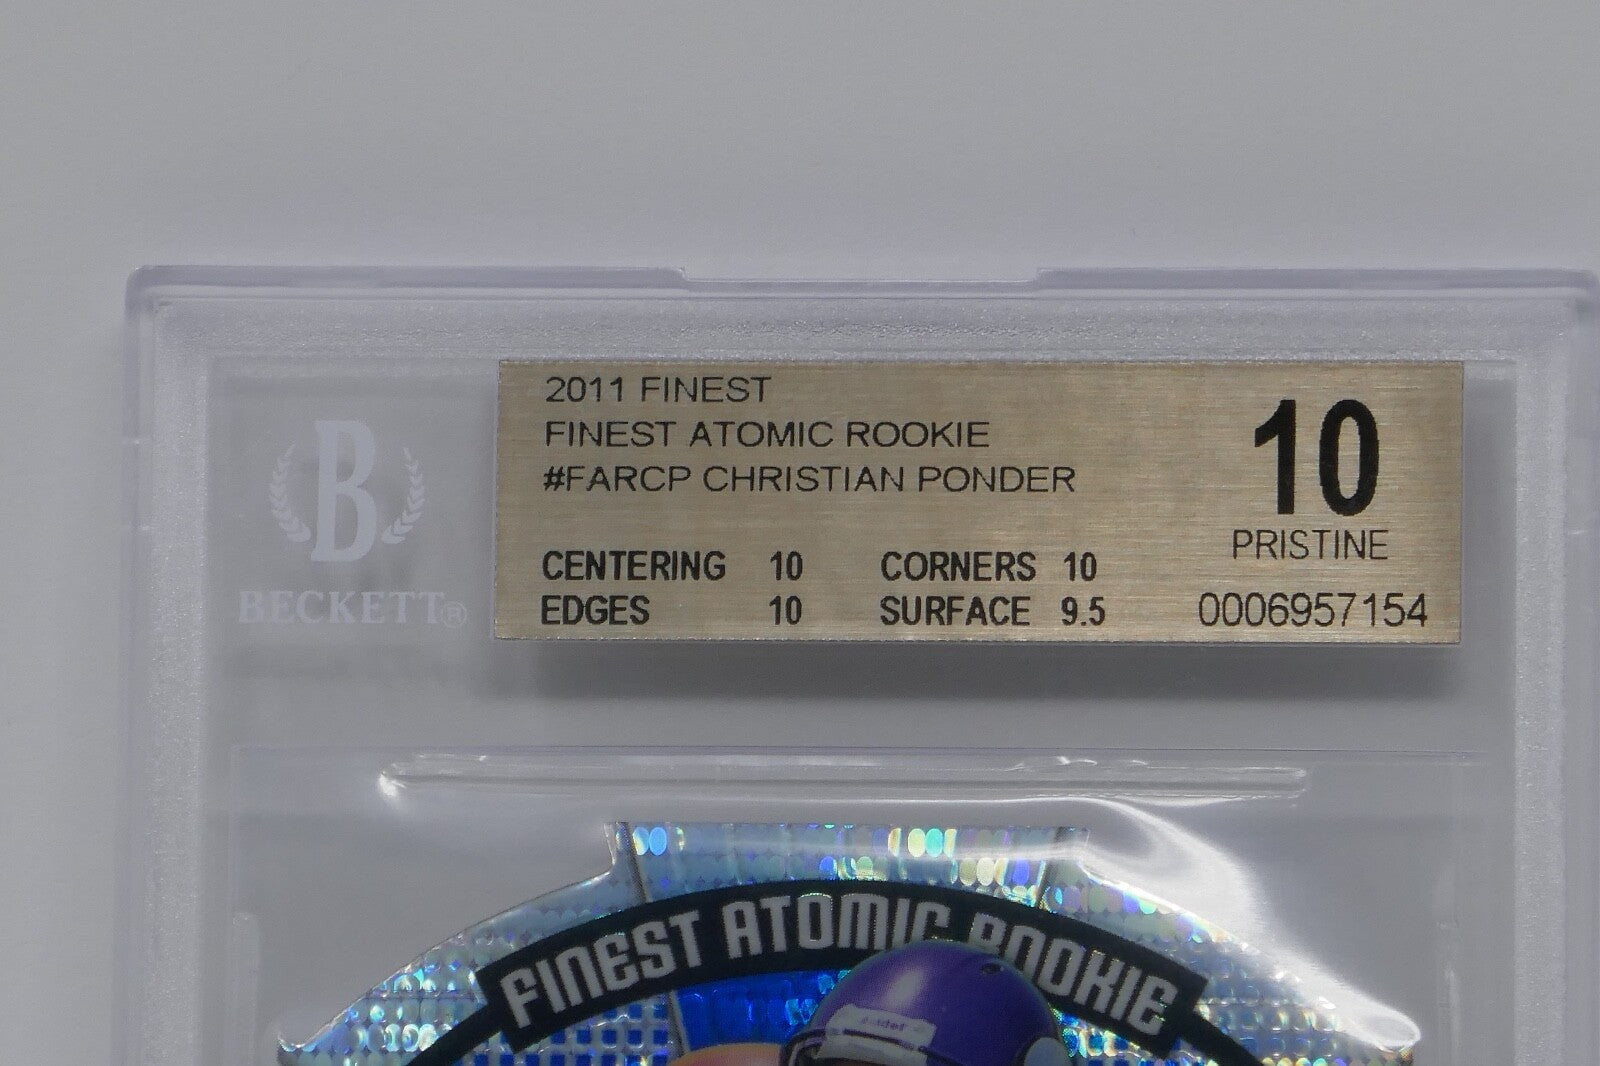 2011 FINEST
FINEST ATOMIC ROOKIE
#FARCP CHRISTIAN PONDER
10
PRISTINE
CENTERING 10 CORNERS 10
EDGES 10 SURFACE 9.5
0006957154
B
BECKETT®
FINEST ATOMIC ROOKIE
Riddell